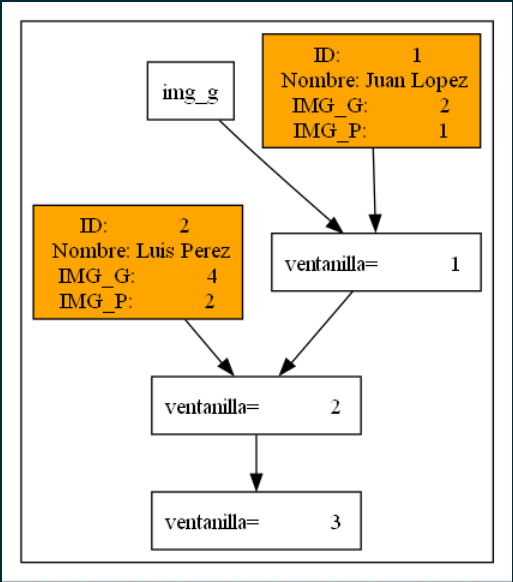 img_g
ID: 1
Nombre: Juan Lopez
IMG_G: 2
IMG_P: 1
ID: 2
Nombre: Luis Perez
IMG_G: 4
IMG_P: 2
ventanilla= 1
ventanilla= 2
ventanilla= 3